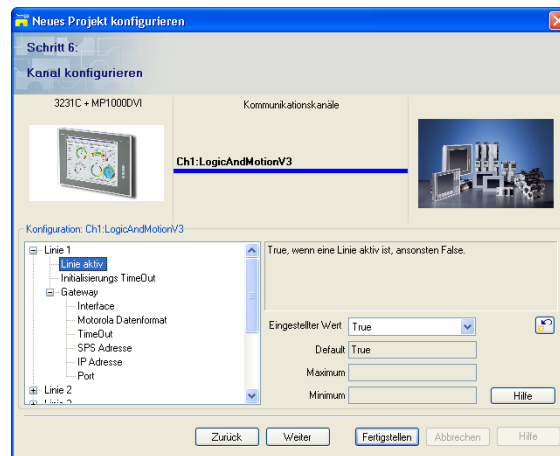 Neues Projekt konfigurieren
Schritt 6:
Kanal konfigurieren
3231C + MP1000DVI
Kommunikationskanäle
Ch1:LogicAndMotionV3
Konfiguration: Ch1:LogicAndMotionV3
Linie 1
Linie aktiv
Initialisierungs TimeOut
Gateway
Interface
Motorola Datenformat
TimeOut
SPS Adresse
IP Adresse
Port
Linie 2
True, wenn eine Linie aktiv ist, ansonsten False.
Eingestellter Wert True
Default True
Maximum
Minimum
Hilfe
Zurück Weiter Fertigstellen Abbrechen Hilfe